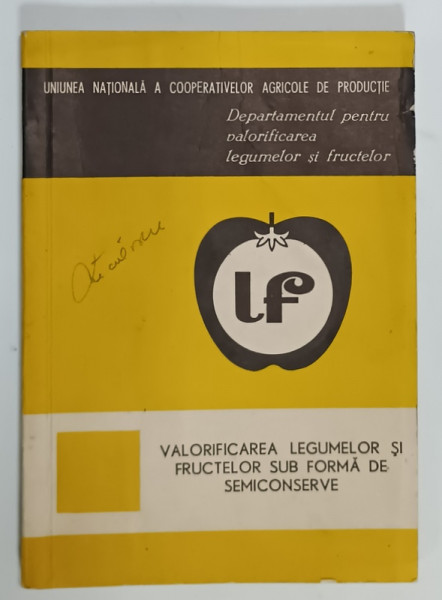 UNIUNEA NAȚIONALĂ A COOPERATIVELOR AGRICOLE DE PRODUCȚIE
Departamentul pentru
valorificarea
legumelor și fructelor
lf
VALORIFICAREA LEGUMELOR ȘI
FRUCTELOR SUB FORMĂ DE
SEMICONSERVE